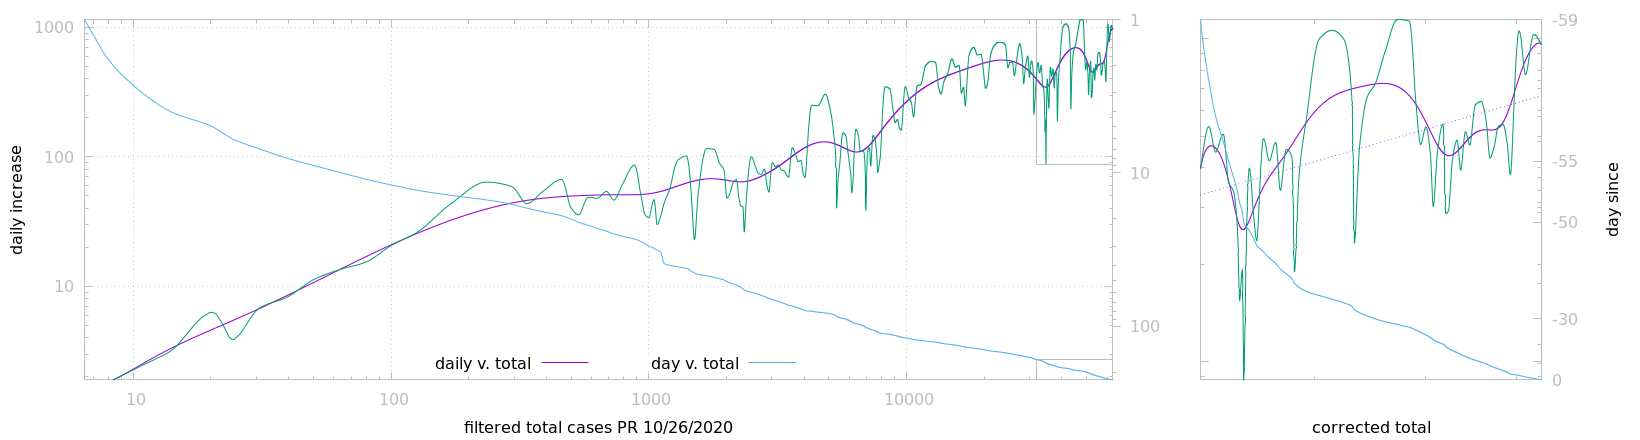 1000
100
10
daily increase
10
100
1000
10000
filtered total cases PR 10/26/2020
daily v. total
day v. total
1
10
100
-59
-55
-50
-30
0
day since
corrected total